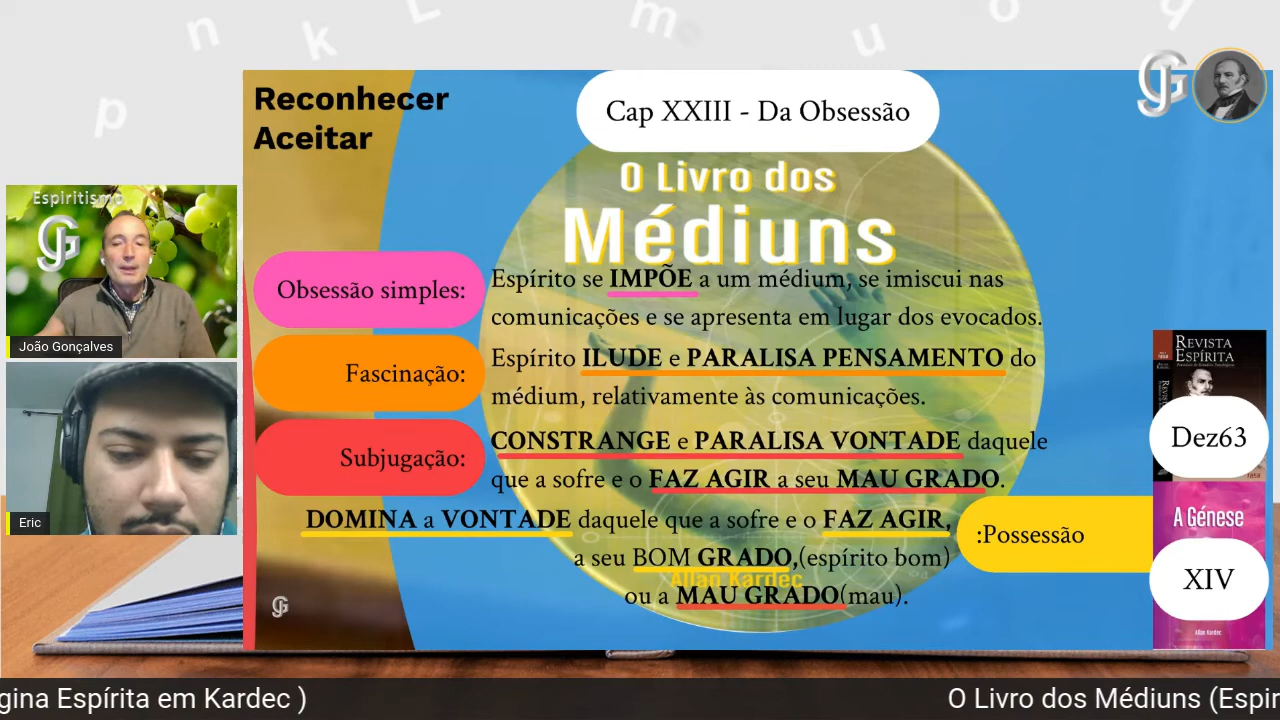 Reconhecer
Aceitar
Cap XXIII - Da Obsessão
O Livro dos
Médiuns
Espiritismo
Obsessão simples:
Espírito se IMPÕE a um médium, se imiscui nas
comunicações e se apresenta em lugar dos evocados.
João Gonçalves
Fascinação:
Espírito ILUDE e PARALISA PENSAMENTO do
médium, relativamente às comunicações.
REVISTA
ESPÍRITA
Dez63
Subjugação:
CONSTRANGE e PARALISA VONTADE daquele
que a sofre e o FAZ AGIR a seu MAU GRADO.
Eric
DOMINA a VONTADE daquele que a sofre e o FAZ AGIR,
a seu BOM GRADO,(espírito bom)
ou a MAU GRADO(mau).
:Possessão
Allan Kardec
A Génese
XIV
Allan Kardec
gina Espírita em Kardec )
O Livro dos Médiuns (Espir